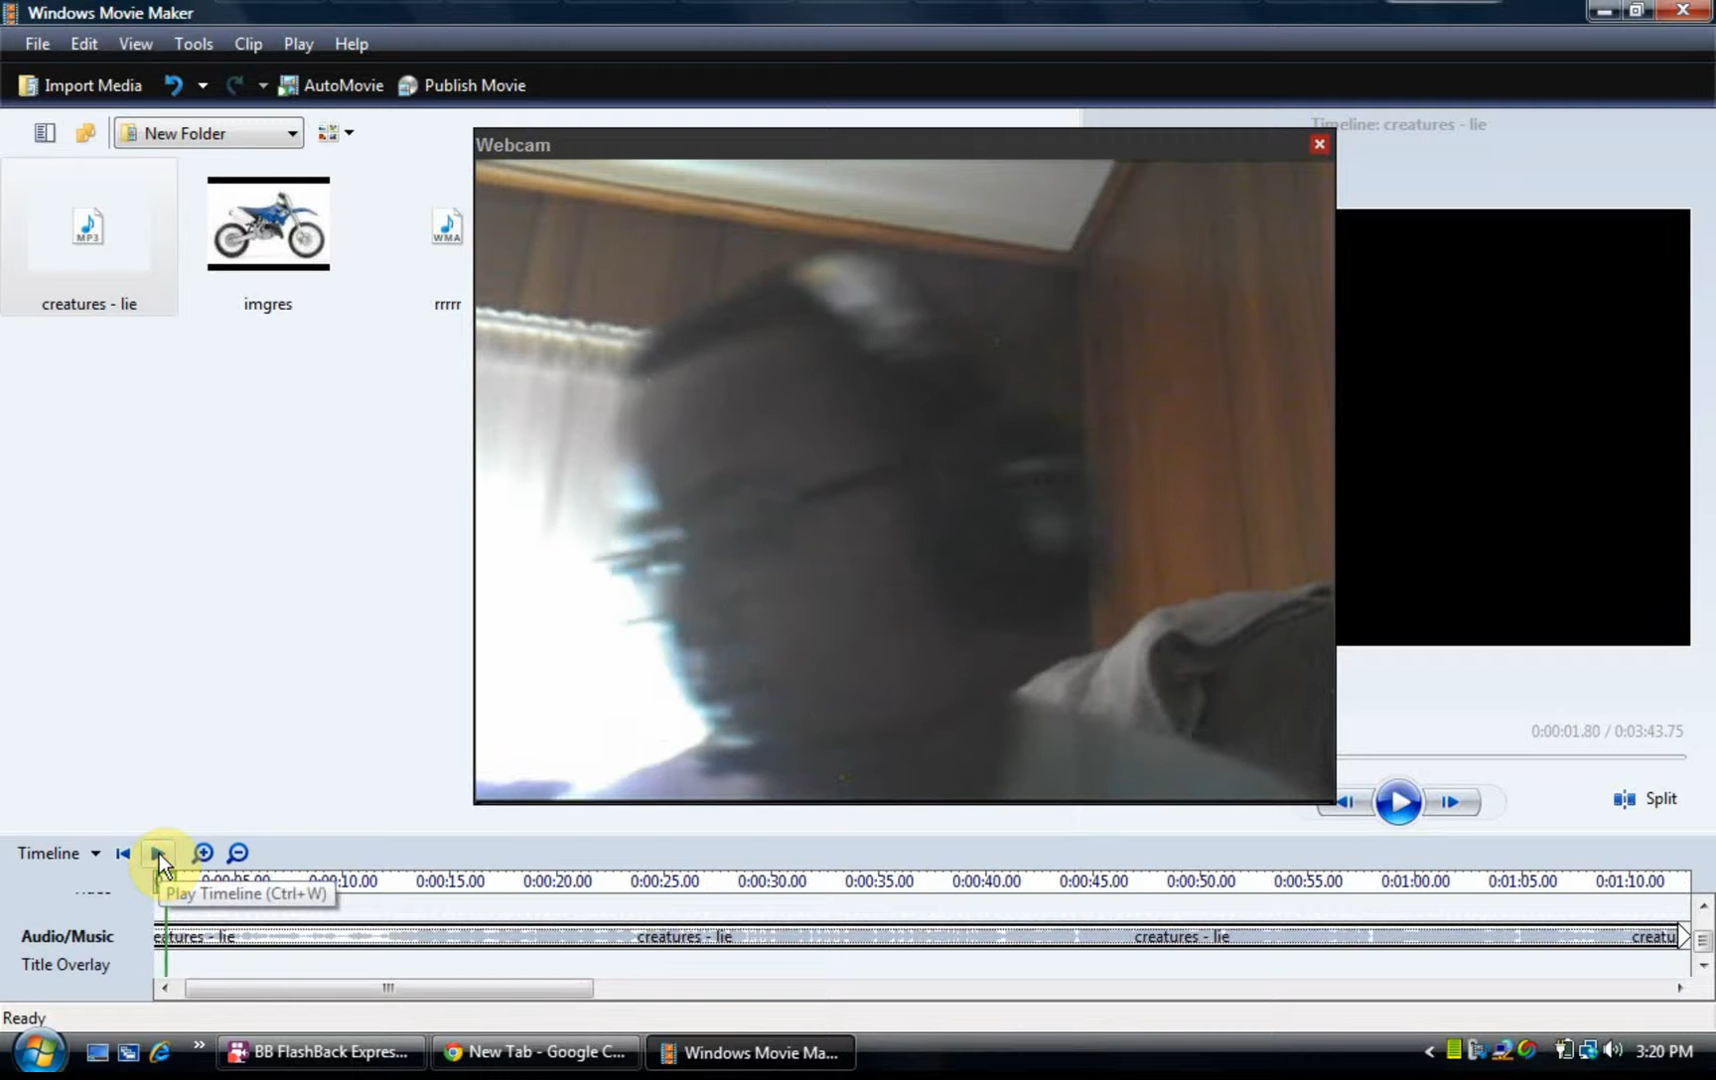 Windows Movie Maker
File Edit View Tools Clip Play Help
Import Media AutoMovie Publish Movie
New Folder
Timeline: creatures - lie
Webcam
MP3
WMA
creatures - lie imgres rrrrr
0:00:01.80 / 0:03:43.75
Split
Timeline
0:00:05.00 0:00:10.00 0:00:15.00 0:00:20.00 0:00:25.00 0:00:30.00 0:00:35.00 0:00:40.00 0:00:45.00 0:00:50.00 0:00:55.00 0:01:00.00 0:01:05.00 0:01:10.00
Play Timeline (Ctrl+W)
Audio/Music eatures - lie creatures - lie creatures - lie creatu
Title Overlay
Ready
BB FlashBack Expres... New Tab - Google C... Windows Movie Ma... 3:20 PM